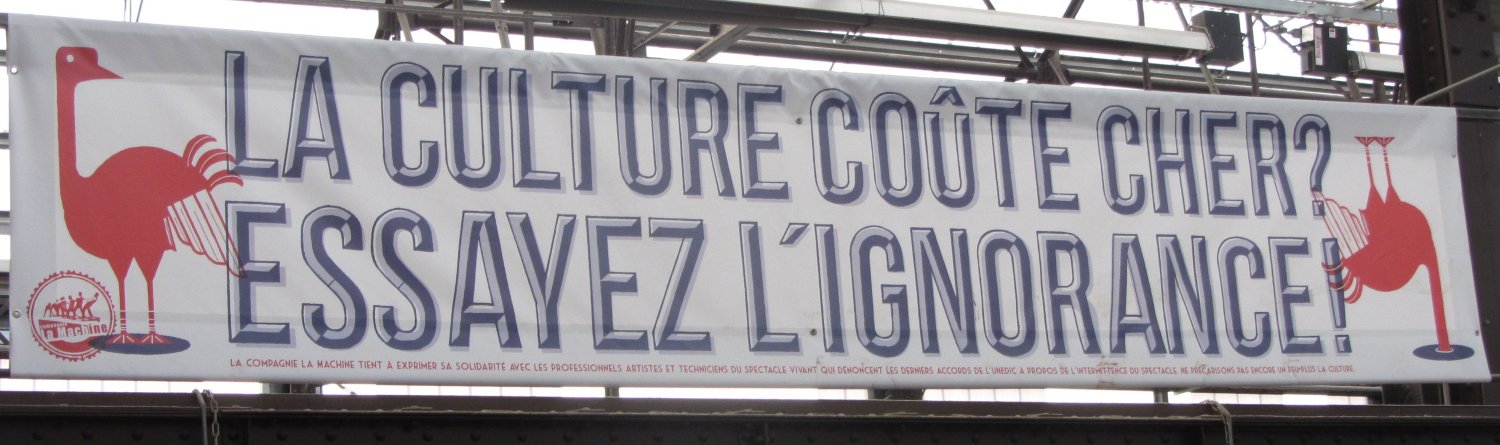 LA CULTURE COÛTE CHER?
ESSAYEZ L'IGNORANCE!
LA COMPAGNIE LA MACHINE TIENT À EXPRIMER SA SOLIDARITÉ AVEC LES PROFESSIONNELS ARTISTES ET TECHNICIENS DU SPECTACLE VIVANT QUI DÉNONCENT LES DERNIERS ACCORDS DE L'UNEDIC A PROPOS DE L'INTERMITTENCE DU SPECTACLE. NE PRÉCARISONS PAS ENCORE UN PEU PLUS LA CULTURE.
La Machine